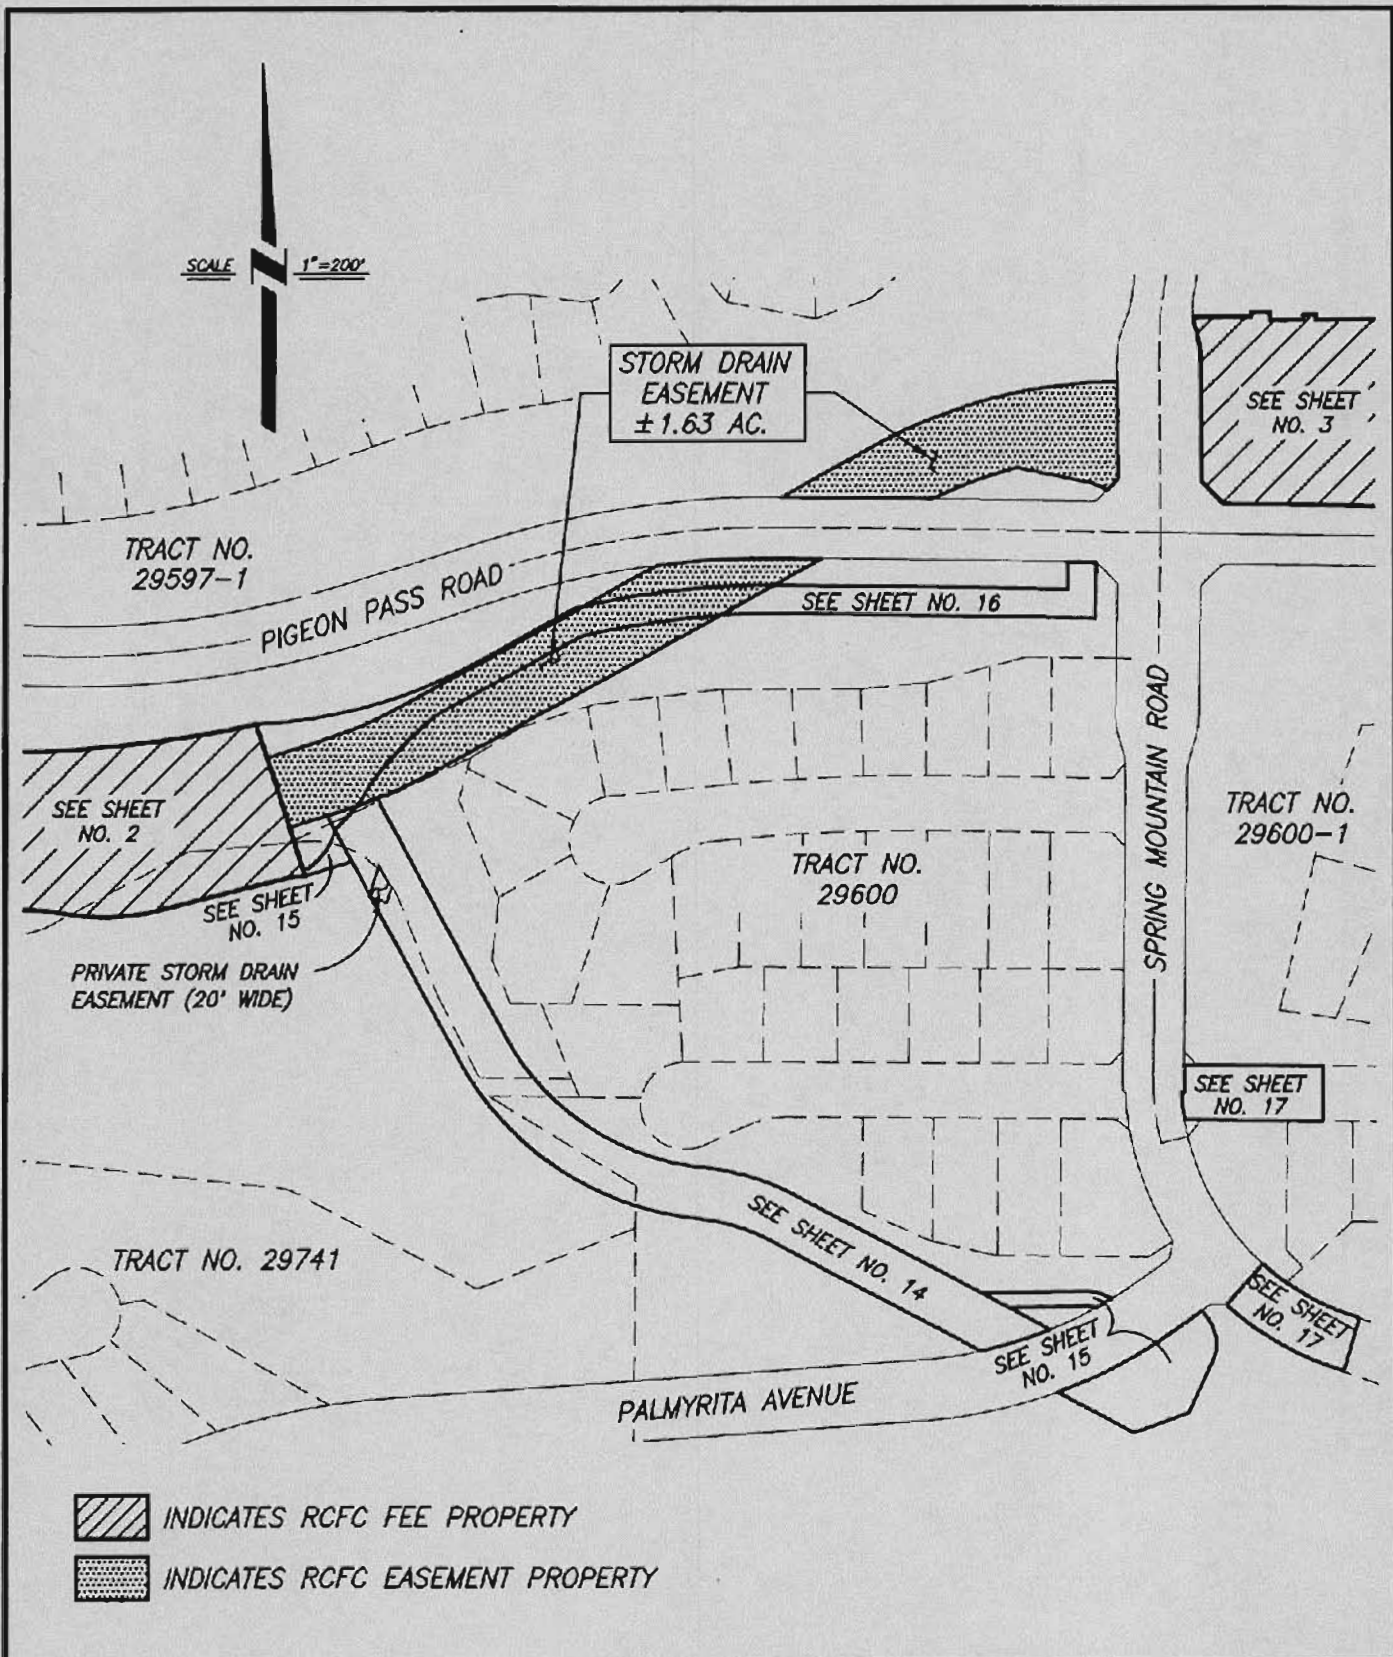 SCALE N 1"=200'
STORM DRAIN
EASEMENT
±1.63 AC.
SEE SHEET
NO. 3
TRACT NO.
29597-1
PIGEON PASS ROAD
SEE SHEET NO. 16
SPRING MOUNTAIN ROAD
SEE SHEET
NO. 2
TRACT NO.
29600-1
TRACT NO.
29600
SEE SHEET
NO. 15
PRIVATE STORM DRAIN
EASEMENT (20' WIDE)
SEE SHEET
NO. 17
SEE SHEET NO. 14
TRACT NO. 29741
SEE SHEET
NO. 17
SEE SHEET
NO. 15
PALMYRITA AVENUE
INDICATES RCFC FEE PROPERTY
INDICATES RCFC EASEMENT PROPERTY